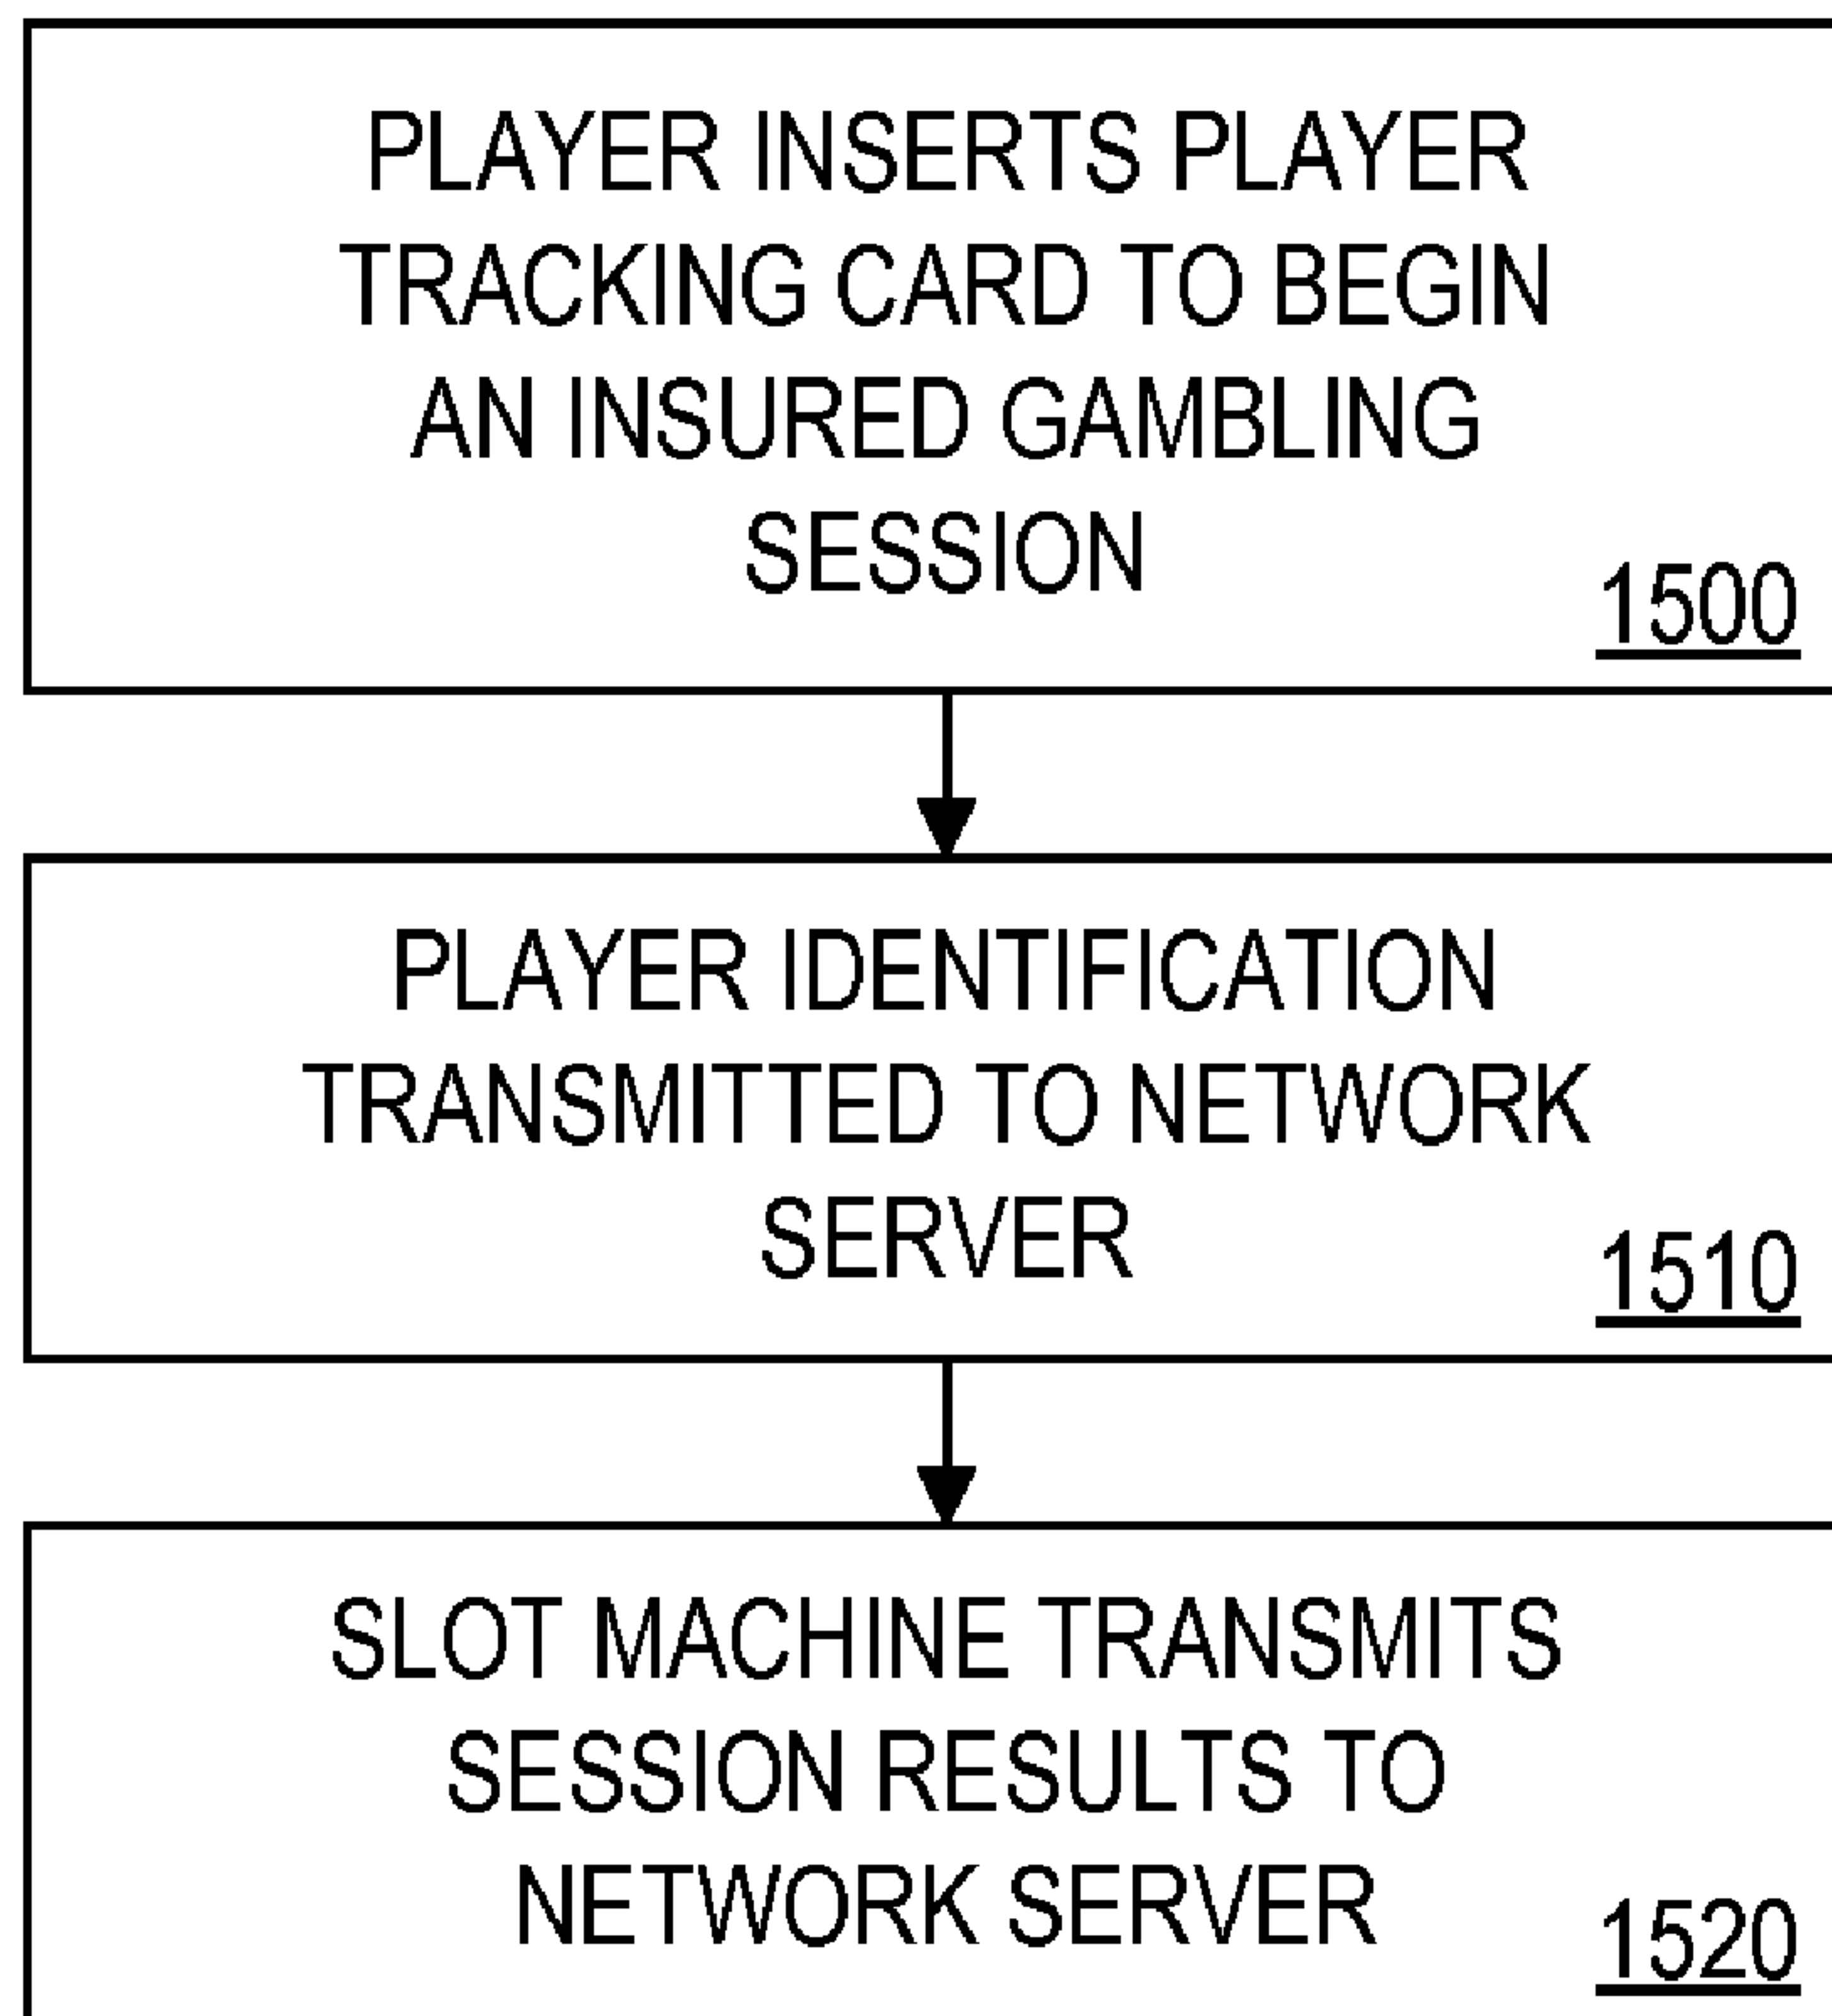 PLAYER INSERTS PLAYER
TRACKING CARD TO BEGIN
AN INSURED GAMBLING
SESSION
1500
PLAYER IDENTIFICATION
TRANSMITTED TO NETWORK
SERVER
1510
SLOT MACHINE TRANSMITS
SESSION RESULTS TO
NETWORK SERVER
1520